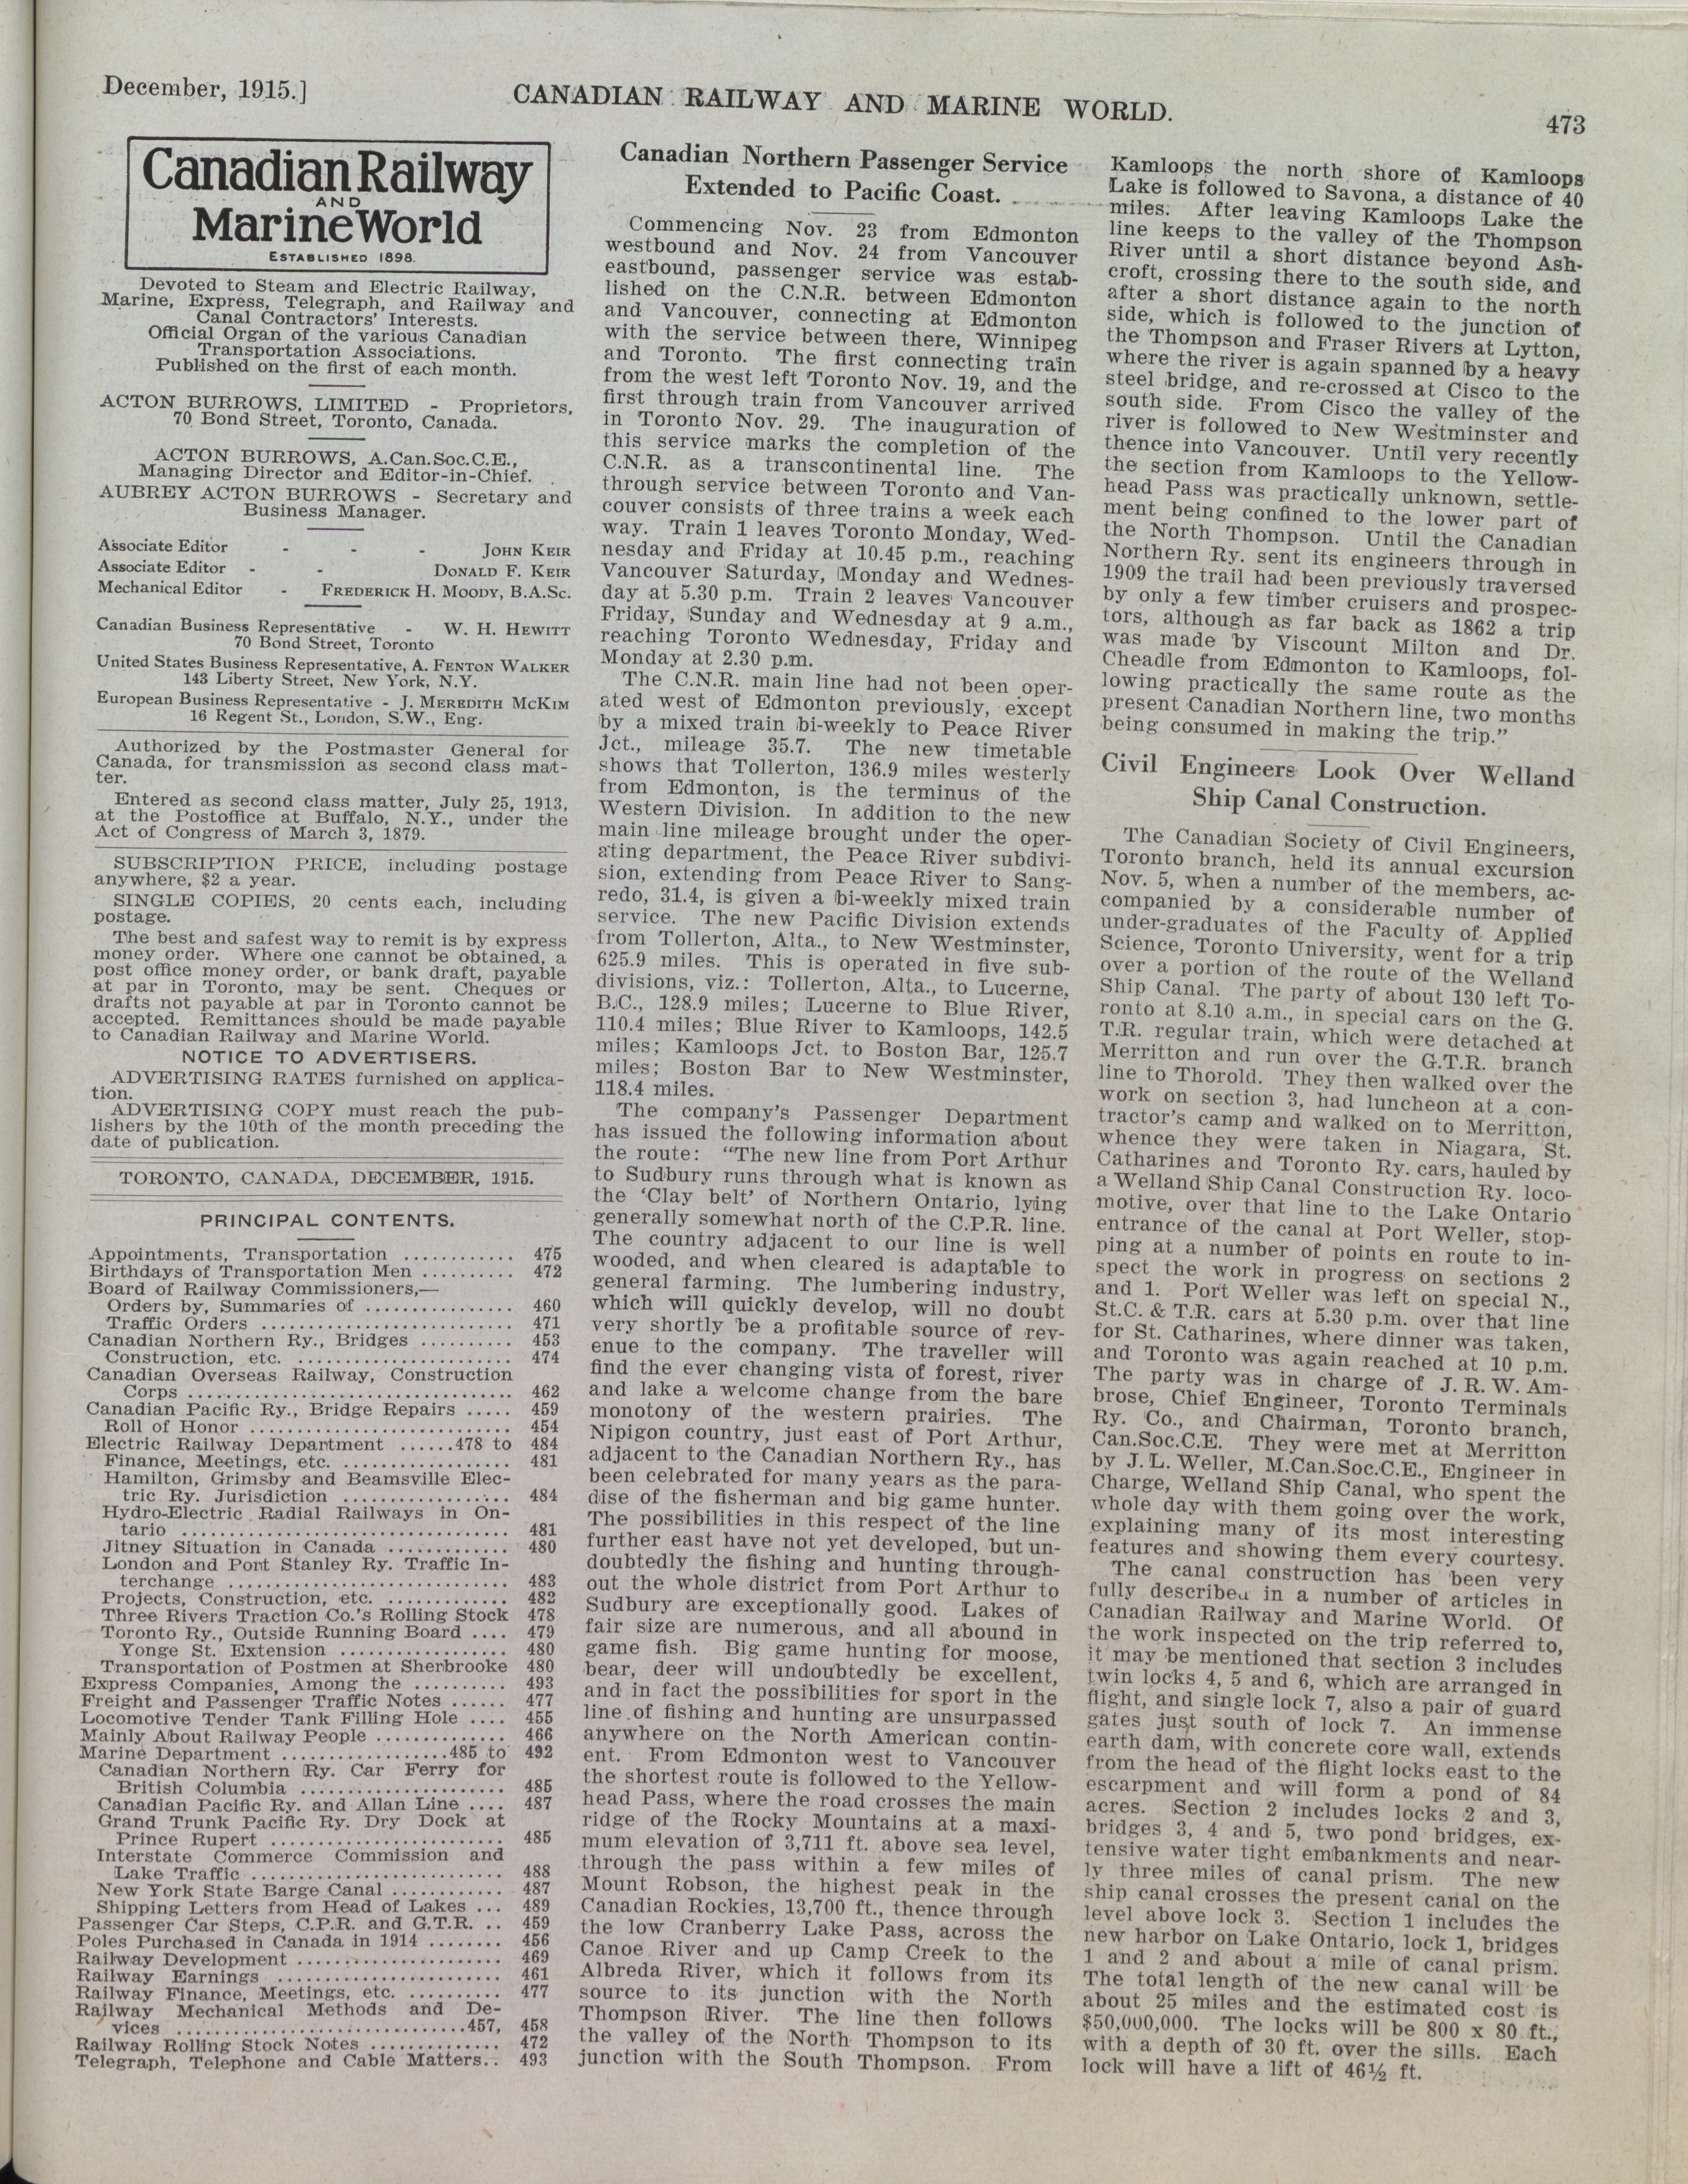 December, 1915.]
CANADIAN RAILWAY AND MARINE WORLD.
473
Canadian Railway
AND
Marine World
ESTABLISHED 1898.
Devoted to Steam and Electric Railway,
Marine, Express, Telegraph, and Railway and
Canal Contractors' Interests.
Official Organ of the various Canadian
Transportation Associations.
Published on the first of each month.
ACTON BURROWS, LIMITED - Proprietors,
70 Bond Street, Toronto, Canada.
ACTON BURROWS, A.Can.Soc.C.E.,
Managing Director and Editor-in-Chief.
AUBREY ACTON BURROWS - Secretary and
Business Manager.
Associate Editor - - - JOHN KEIR
Associate Editor - - DONALD F. KEIR
Mechanical Editor - FREDERICK H. MOODY, B.A.Sc.
Canadian Business Representative - W. H. HEWITT
70 Bond Street, Toronto
United States Business Representative, A. FENTON WALKER
143 Liberty Street, New York, N.Y.
European Business Representative - J. MEREDITH MCKIM
16 Regent St., London, S.W., Eng.
Authorized by the Postmaster General for
Canada, for transmission as second class mat-
ter.
Entered as second class matter, July 25, 1913,
at the Postoffice at Buffalo, N.Y., under the
Act of Congress of March 3, 1879.
SUBSCRIPTION PRICE, including postage
anywhere, $2 a year.
SINGLE COPIES, 20 cents each, including
postage.
The best and safest way to remit is by express
money order. Where one cannot be obtained, a
post office money order, or bank draft, payable
at par in Toronto, may be sent. Cheques or
drafts not payable at par in Toronto cannot be
accepted. Remittances should be made payable
to Canadian Railway and Marine World.
NOTICE TO ADVERTISERS.
ADVERTISING RATES furnished on applica-
tion.
ADVERTISING COPY must reach the pub-
lishers by the 10th of the month preceding the
date of publication.
TORONTO, CANADA, DECEMBER, 1915.
PRINCIPAL CONTENTS.
Appointments, Transportation ............ 475
Birthdays of Transportation Men .......... 472
Board of Railway Commissioners,—
Orders by, Summaries of ................ 460
Traffic Orders ........................... 471
Canadian Northern Ry., Bridges .......... 453
Construction, etc. ....................... 474
Canadian Overseas Railway, Construction
Corps ................................... 462
Canadian Pacific Ry., Bridge Repairs ..... 459
Roll of Honor ............................ 454
Electric Railway Department ......478 to 484
Finance, Meetings, etc. .................. 481
Hamilton, Grimsby and Beamsville Elec-
tric Ry. Jurisdiction .................. 484
Hydro-Electric Radial Railways in On-
tario ................................... 481
Jitney Situation in Canada ............. 480
London and Port Stanley Ry. Traffic In-
terchange .............................. 483
Projects, Construction, etc. ............. 482
Three Rivers Traction Co.'s Rolling Stock 478
Toronto Ry., Outside Running Board .... 479
Yonge St. Extension .................. 480
Transportation of Postmen at Sherbrooke 480
Express Companies, Among the .......... 493
Freight and Passenger Traffic Notes ...... 477
Locomotive Tender Tank Filling Hole .... 455
Mainly About Railway People .............. 466
Marine Department ..................485 to 492
Canadian Northern Ry. Car Ferry for
British Columbia ...................... 485
Canadian Pacific Ry. and Allan Line .... 487
Grand Trunk Pacific Ry. Dry Dock at
Prince Rupert ......................... 485
Interstate Commerce Commission and
Lake Traffic ........................... 488
New York State Barge Canal ............ 487
Shipping Letters from Head of Lakes ... 489
Passenger Car Steps, C.P.R. and G.T.R. .. 459
Poles Purchased in Canada in 1914 ........ 456
Railway Development ...................... 469
Railway Earnings ........................ 461
Railway Finance, Meetings, etc. .......... 477
Railway Mechanical Methods and De-
vices ...............................457, 458
Railway Rolling Stock Notes .............. 472
Telegraph, Telephone and Cable Matters.. 493
Canadian Northern Passenger Service
Extended to Pacific Coast.
Commencing Nov. 23 from Edmonton
westbound and Nov. 24 from Vancouver
eastbound, passenger service was estab-
lished on the C.N.R. between Edmonton
and Vancouver, connecting at Edmonton
with the service between there, Winnipeg
and Toronto. The first connecting train
from the west left Toronto Nov. 19, and the
first through train from Vancouver arrived
in Toronto Nov. 29. The inauguration of
this service marks the completion of the
C.N.R. as a transcontinental line. The
through service between Toronto and Van-
couver consists of three trains a week each
way. Train 1 leaves Toronto Monday, Wed-
nesday and Friday at 10.45 p.m., reaching
Vancouver Saturday, Monday and Wednes-
day at 5.30 p.m. Train 2 leaves Vancouver
Friday, Sunday and Wednesday at 9 a.m.,
reaching Toronto Wednesday, Friday and
Monday at 2.30 p.m.
The C.N.R. main line had not been oper-
ated west of Edmonton previously, except
by a mixed train bi-weekly to Peace River
Jct., mileage 35.7. The new timetable
shows that Tollerton, 136.9 miles westerly
from Edmonton, is the terminus of the
Western Division. In addition to the new
main line mileage brought under the oper-
ating department, the Peace River subdivi-
sion, extending from Peace River to Sang-
redo, 31.4, is given a bi-weekly mixed train
service. The new Pacific Division extends
from Tollerton, Alta., to New Westminster,
625.9 miles. This is operated in five sub-
divisions, viz.: Tollerton, Alta., to Lucerne,
B.C., 128.9 miles; Lucerne to Blue River,
110.4 miles; Blue River to Kamloops, 142.5
miles; Kamloops Jct. to Boston Bar, 125.7
miles; Boston Bar to New Westminster,
118.4 miles.
The company's Passenger Department
has issued the following information about
the route: "The new line from Port Arthur
to Sudbury runs through what is known as
the 'Clay belt' of Northern Ontario, lying
generally somewhat north of the C.P.R. line.
The country adjacent to our line is well
wooded, and when cleared is adaptable to
general farming. The lumbering industry,
which will quickly develop, will no doubt
very shortly be a profitable source of rev-
enue to the company. The traveller will
find the ever changing vista of forest, river
and lake a welcome change from the bare
monotony of the western prairies. The
Nipigon country, just east of Port Arthur,
adjacent to the Canadian Northern Ry., has
been celebrated for many years as the para-
dise of the fisherman and big game hunter.
The possibilities in this respect of the line
further east have not yet developed, but un-
doubtedly the fishing and hunting through-
out the whole district from Port Arthur to
Sudbury are exceptionally good. Lakes of
fair size are numerous, and all abound in
game fish. Big game hunting for moose,
bear, deer will undoubtedly be excellent,
and in fact the possibilities for sport in the
line of fishing and hunting are unsurpassed
anywhere on the North American contin-
ent. From Edmonton west to Vancouver
the shortest route is followed to the Yellow-
head Pass, where the road crosses the main
ridge of the Rocky Mountains at a maxi-
mum elevation of 3,711 ft. above sea level,
through the pass within a few miles of
Mount Robson, the highest peak in the
Canadian Rockies, 13,700 ft., thence through
the low Cranberry Lake Pass, across the
Canoe River and up Camp Creek to the
Albreda River, which it follows from its
source to its junction with the North
Thompson River. The line then follows
the valley of the North Thompson to its
junction with the South Thompson. From
Kamloops the north shore of Kamloops
Lake is followed to Savona, a distance of 40
miles. After leaving Kamloops Lake the
line keeps to the valley of the Thompson
River until a short distance beyond Ash-
croft, crossing there to the south side, and
after a short distance again to the north
side, which is followed to the junction of
the Thompson and Fraser Rivers at Lytton,
where the river is again spanned by a heavy
steel bridge, and re-crossed at Cisco to the
south side. From Cisco the valley of the
river is followed to New Westminster and
thence into Vancouver. Until very recently
the section from Kamloops to the Yellow-
head Pass was practically unknown, settle-
ment being confined to the lower part of
the North Thompson. Until the Canadian
Northern Ry. sent its engineers through in
1909 the trail had been previously traversed
by only a few timber cruisers and prospec-
tors, although as far back as 1862 a trip
was made by Viscount Milton and Dr.
Cheadle from Edmonton to Kamloops, fol-
lowing practically the same route as the
present Canadian Northern line, two months
being consumed in making the trip."
Civil Engineers Look Over Welland
Ship Canal Construction.
The Canadian Society of Civil Engineers,
Toronto branch, held its annual excursion
Nov. 5, when a number of the members, ac-
companied by a considerable number of
under-graduates of the Faculty of Applied
Science, Toronto University, went for a trip
over a portion of the route of the Welland
Ship Canal. The party of about 130 left To-
ronto at 8.10 a.m., in special cars on the G.
T.R. regular train, which were detached at
Merritton and run over the G.T.R. branch
line to Thorold. They then walked over the
work on section 3, had luncheon at a con-
tractor's camp and walked on to Merritton,
whence they were taken in Niagara, St.
Catharines and Toronto Ry. cars, hauled by
a Welland Ship Canal Construction Ry. loco-
motive, over that line to the Lake Ontario
entrance of the canal at Port Weller, stop-
ping at a number of points en route to in-
spect the work in progress on sections 2
and 1. Port Weller was left on special N.,
St.C. & T.R. cars at 5.30 p.m. over that line
for St. Catharines, where dinner was taken,
and Toronto was again reached at 10 p.m.
The party was in charge of J. R. W. Am-
brose, Chief Engineer, Toronto Terminals
Ry. Co., and Chairman, Toronto branch,
Can.Soc.C.E. They were met at Merritton
by J. L. Weller, M.Can.Soc.C.E., Engineer in
Charge, Welland Ship Canal, who spent the
whole day with them going over the work,
explaining many of its most interesting
features and showing them every courtesy.
The canal construction has been very
fully described in a number of articles in
Canadian Railway and Marine World. Of
the work inspected on the trip referred to,
it may be mentioned that section 3 includes
twin locks 4, 5 and 6, which are arranged in
flight, and single lock 7, also a pair of guard
gates just south of lock 7. An immense
earth dam, with concrete core wall, extends
from the head of the flight locks east to the
escarpment and will form a pond of 84
acres. Section 2 includes locks 2 and 3,
bridges 3, 4 and 5, two pond bridges, ex-
tensive water tight embankments and near-
ly three miles of canal prism. The new
ship canal crosses the present canal on the
level above lock 3. Section 1 includes the
new harbor on Lake Ontario, lock 1, bridges
1 and 2 and about a mile of canal prism.
The total length of the new canal will be
about 25 miles and the estimated cost is
$50,000,000. The locks will be 800 x 80 ft.,
with a depth of 30 ft. over the sills. Each
lock will have a lift of 46½ ft.